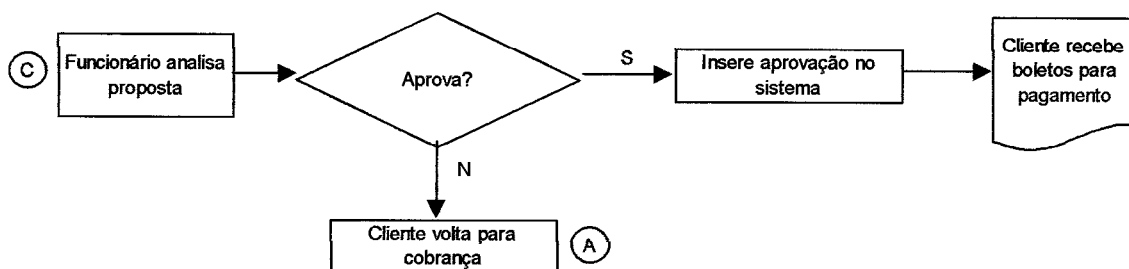 C
Funcionário analisa
proposta
Aprova?
S
Insere aprovação no
sistema
Cliente recebe
boletos para
pagamento
N
Cliente volta para
cobrança
A